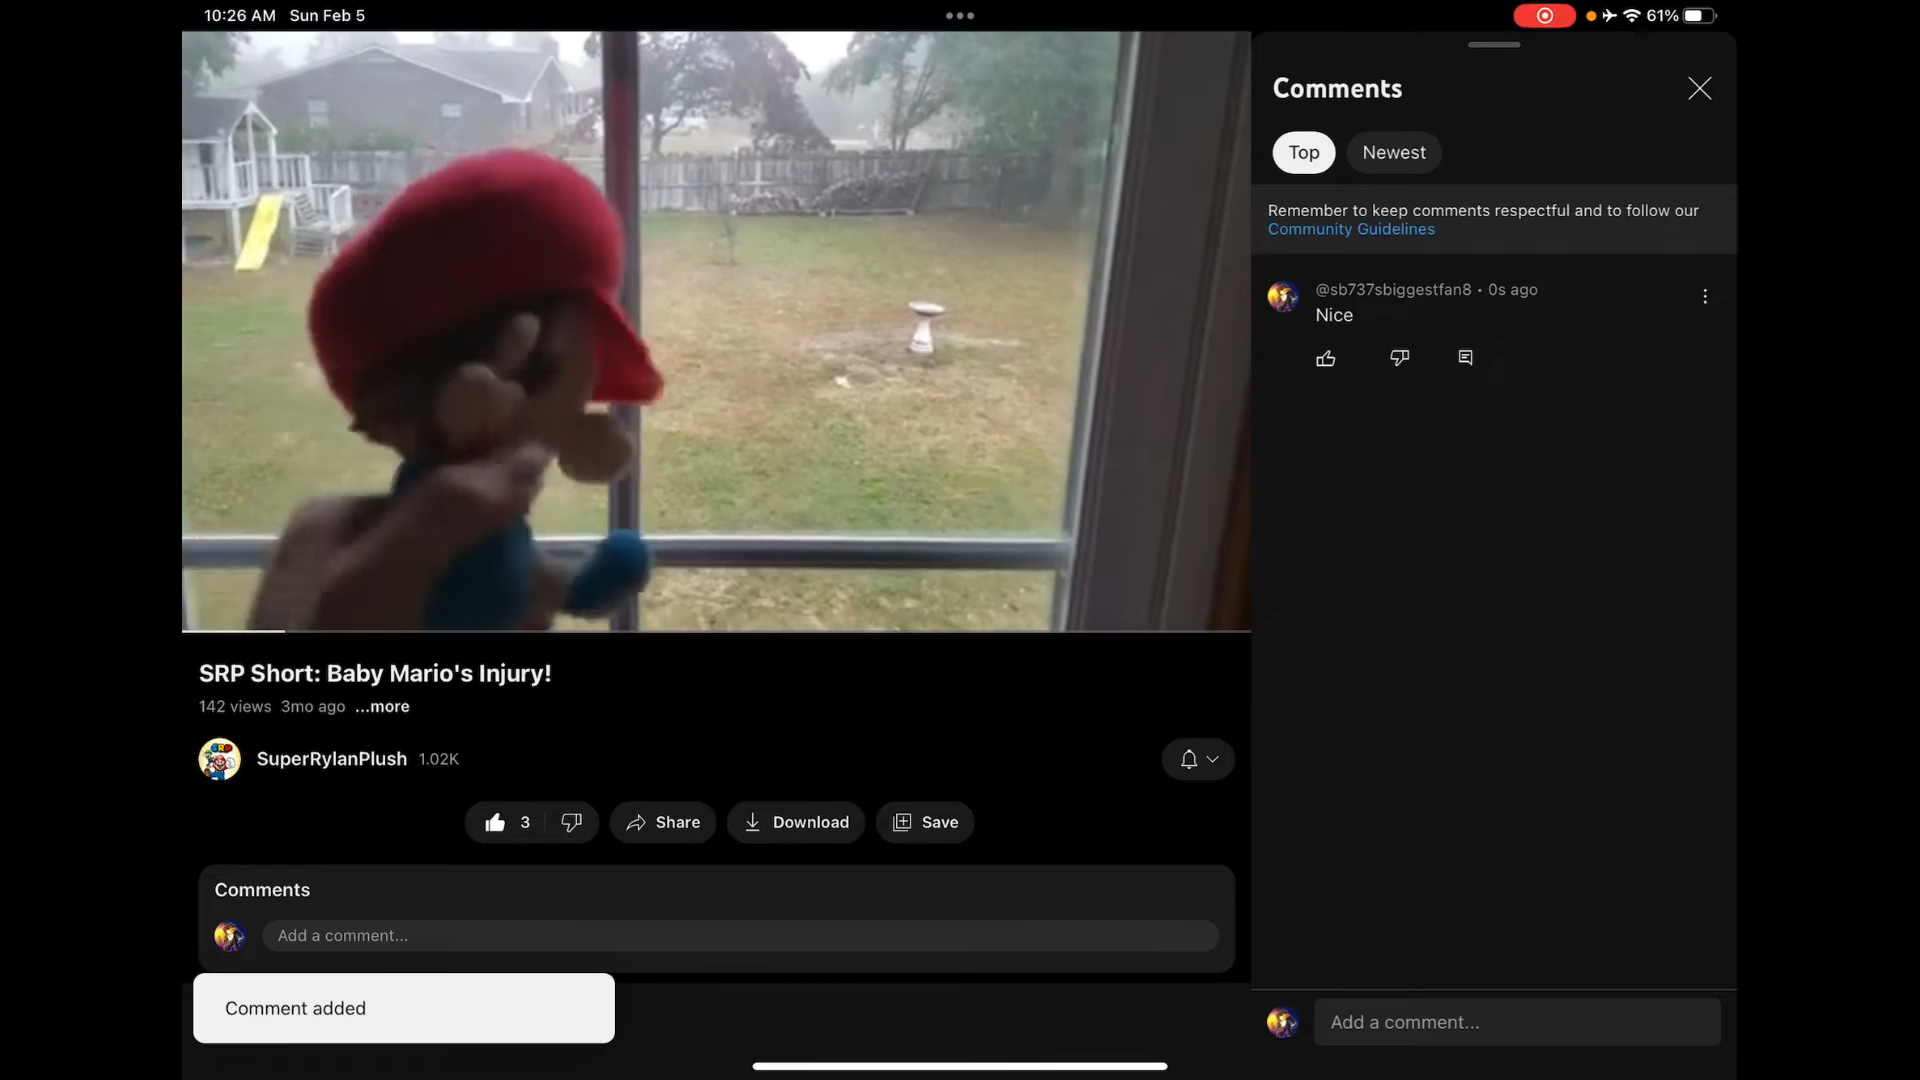 10:26 AM Sun Feb 5
61%
Comments
Top
Newest
Remember to keep comments respectful and to follow our
Community Guidelines
@sb737sbiggestfan8 • 0s ago
Nice
SRP Short: Baby Mario's Injury!
142 views 3mo ago ...more
SRP
SuperRylanPlush 1.02K
3
Share
Download
Save
Comments
Add a comment...
Comment added
Add a comment...